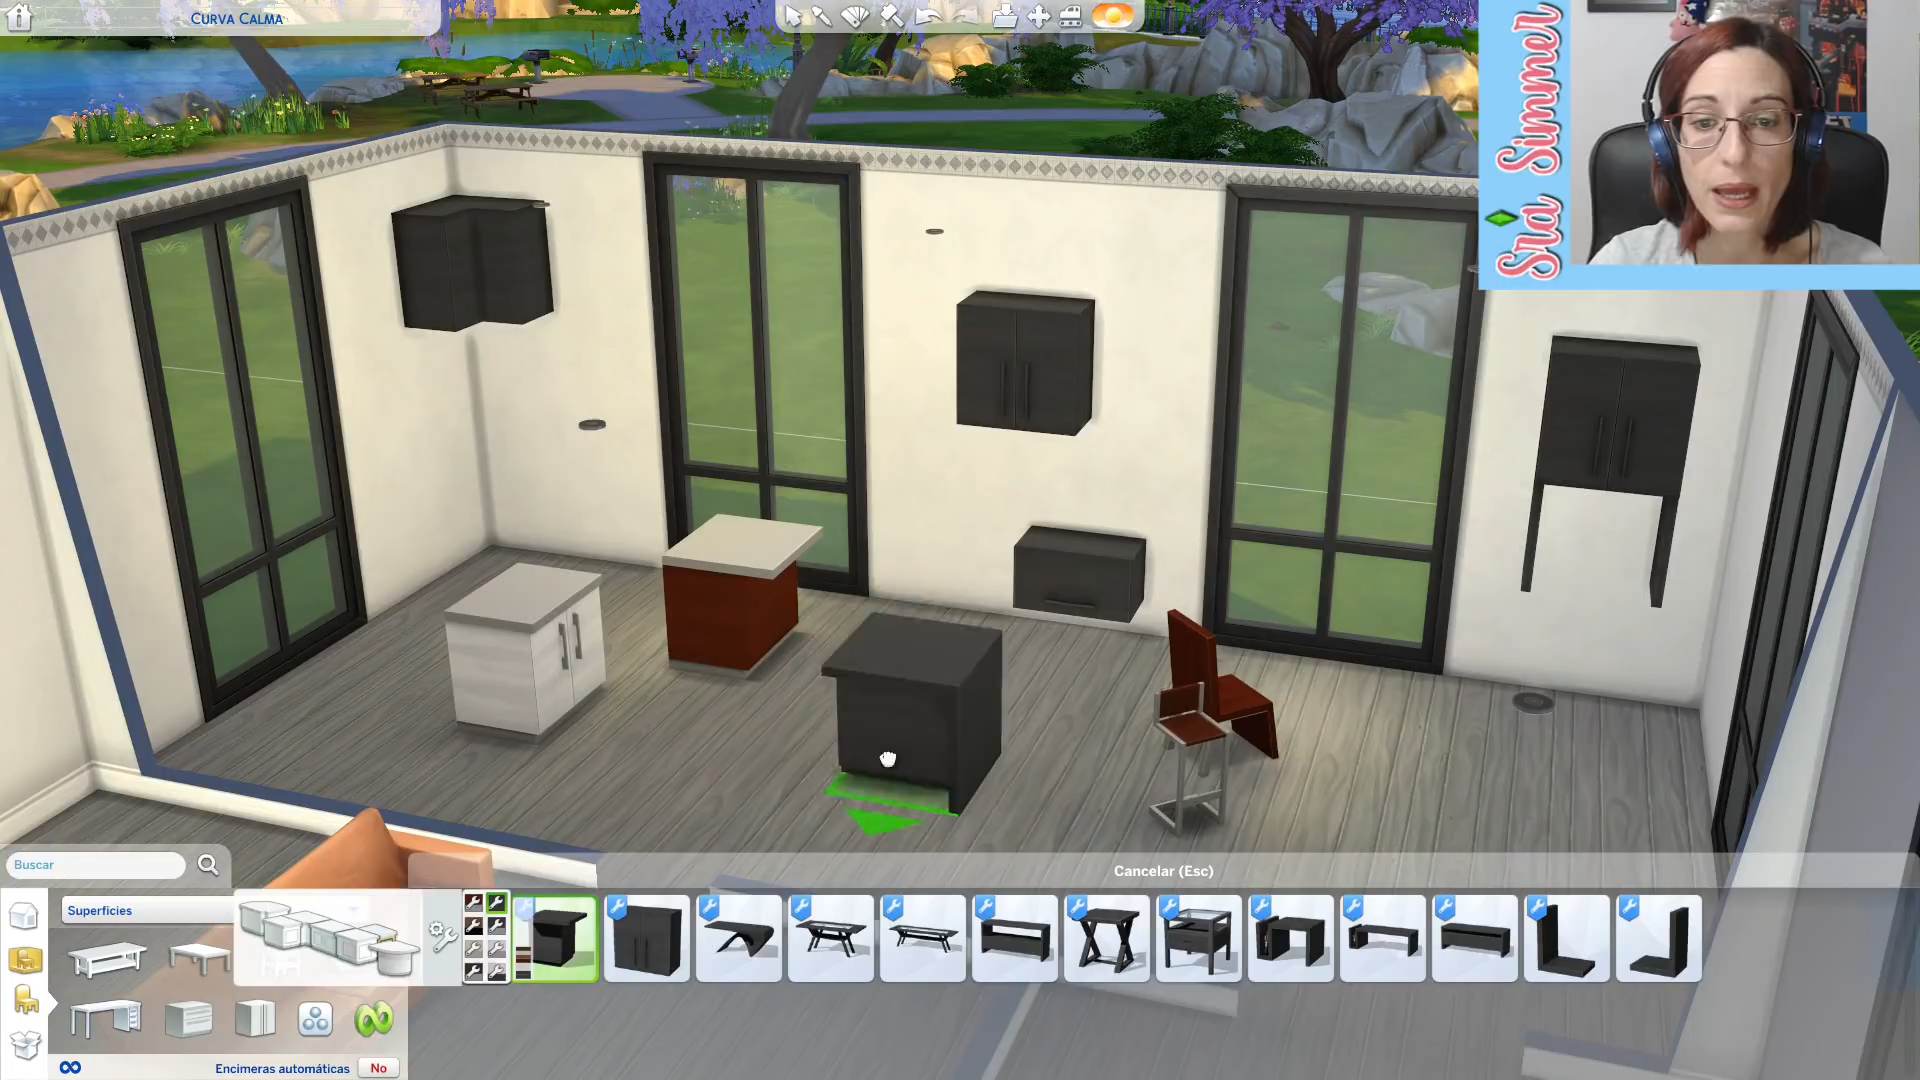 CURVA CALMA
Sra Simmer
Buscar
Cancelar (Esc)
Superficies
Encimeras automáticas No